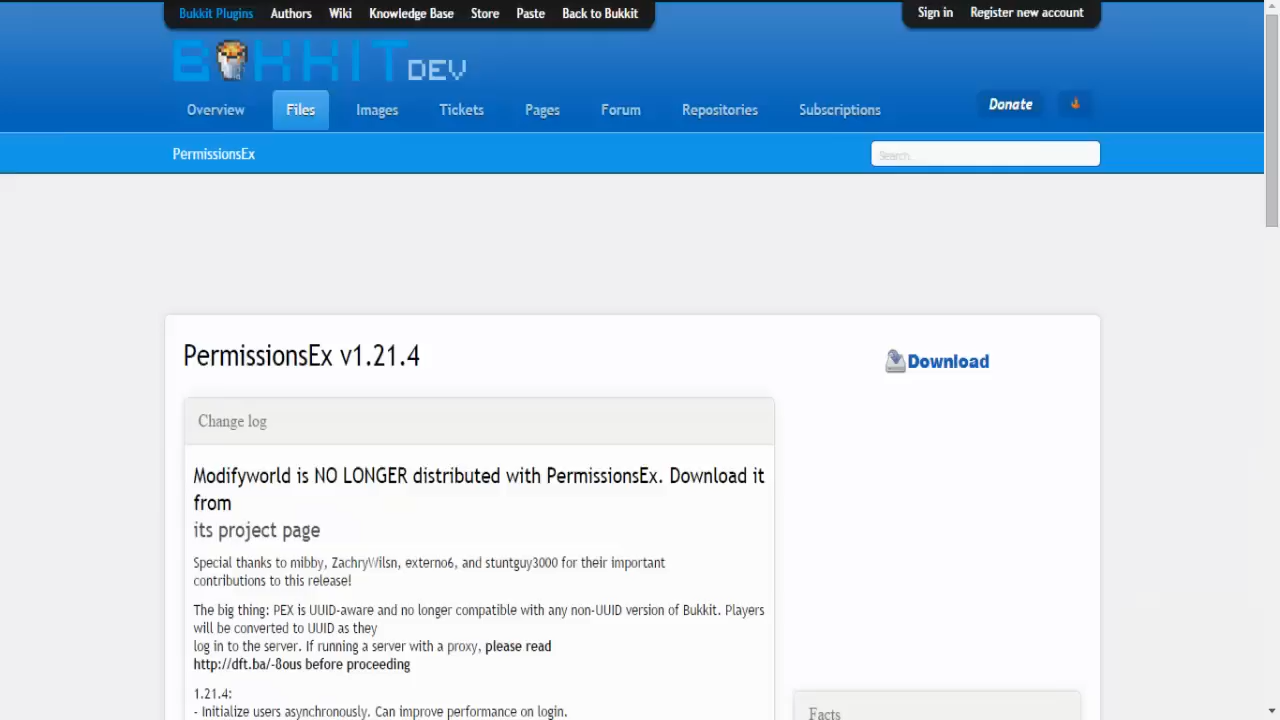 Bukkit Plugins Authors Wiki Knowledge Base Store Paste Back to Bukkit Sign in Register new account
BUKKIT DEV
Overview Files Images Tickets Pages Forum Repositories Subscriptions Donate
PermissionsEx Search...
PermissionsEx v1.21.4 Download
Change log
Modifyworld is NO LONGER distributed with PermissionsEx. Download it
from
its project page
Special thanks to mibby, ZachryWilsn, externo6, and stuntguy3000 for their important
contributions to this release!
The big thing: PEX is UUID-aware and no longer compatible with any non-UUID version of Bukkit. Players
will be converted to UUID as they
log in to the server. If running a server with a proxy, please read
http://dft.ba/-8ous before proceeding
1.21.4:
- Initialize users asynchronously. Can improve performance on login.
Facts